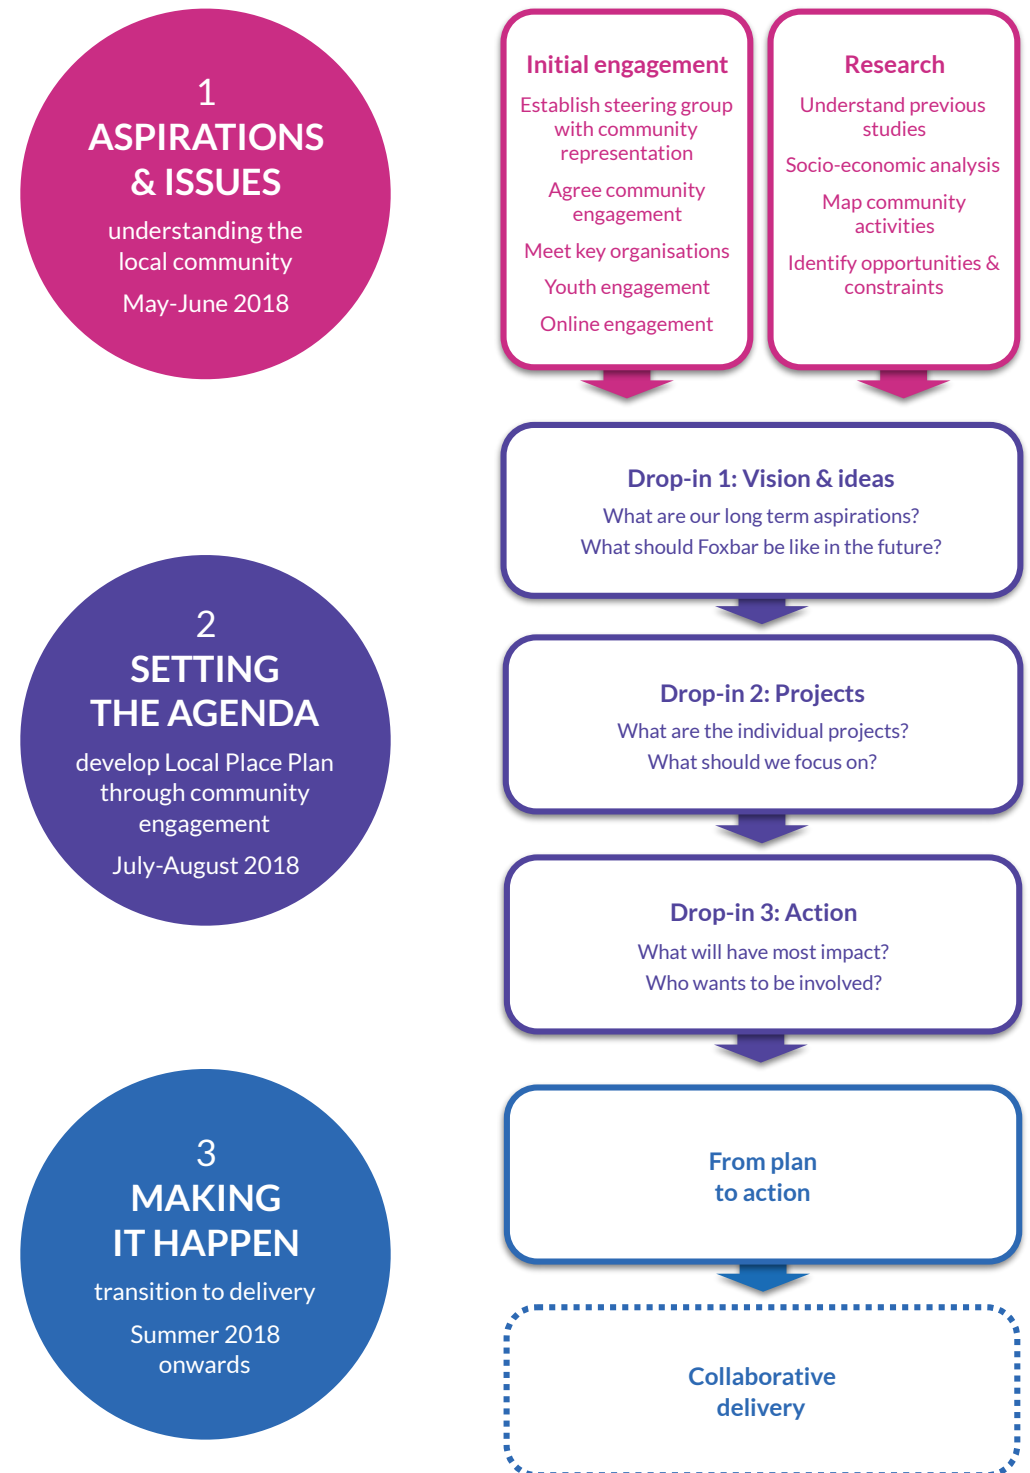 1
ASPIRATIONS
& ISSUES
understanding the
local community
May-June 2018
Initial engagement
Establish steering group
with community
representation
Agree community
engagement
Meet key organisations
Youth engagement
Online engagement
Research
Understand previous
studies
Socio-economic analysis
Map community
activities
Identify opportunities &
constraints
2
SETTING
THE AGENDA
develop Local Place Plan
through community
engagement
July-August 2018
Drop-in 1: Vision & ideas
What are our long term aspirations?
What should Foxbar be like in the future?
Drop-in 2: Projects
What are the individual projects?
What should we focus on?
Drop-in 3: Action
What will have most impact?
Who wants to be involved?
3
MAKING
IT HAPPEN
transition to delivery
Summer 2018
onwards
From plan
to action
Collaborative
delivery